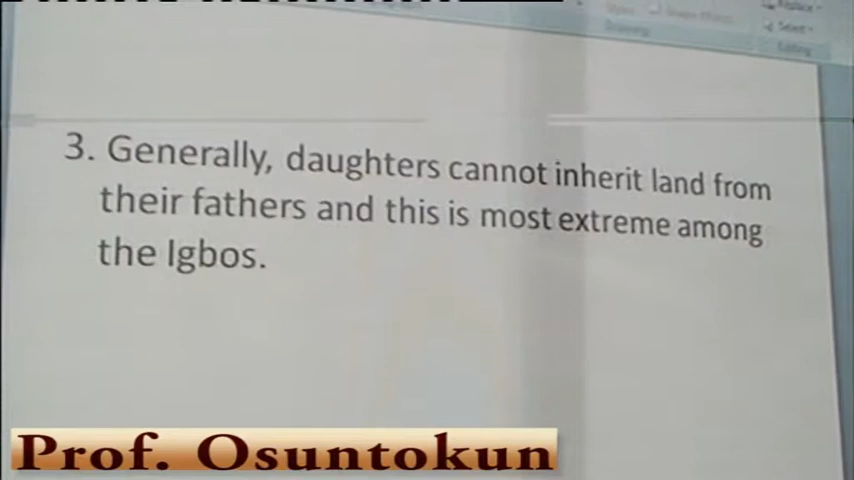 Editing
3. Generally, daughters cannot inherit land from
their fathers and this is most extreme among
the Igbos.
Prof. Osuntokun